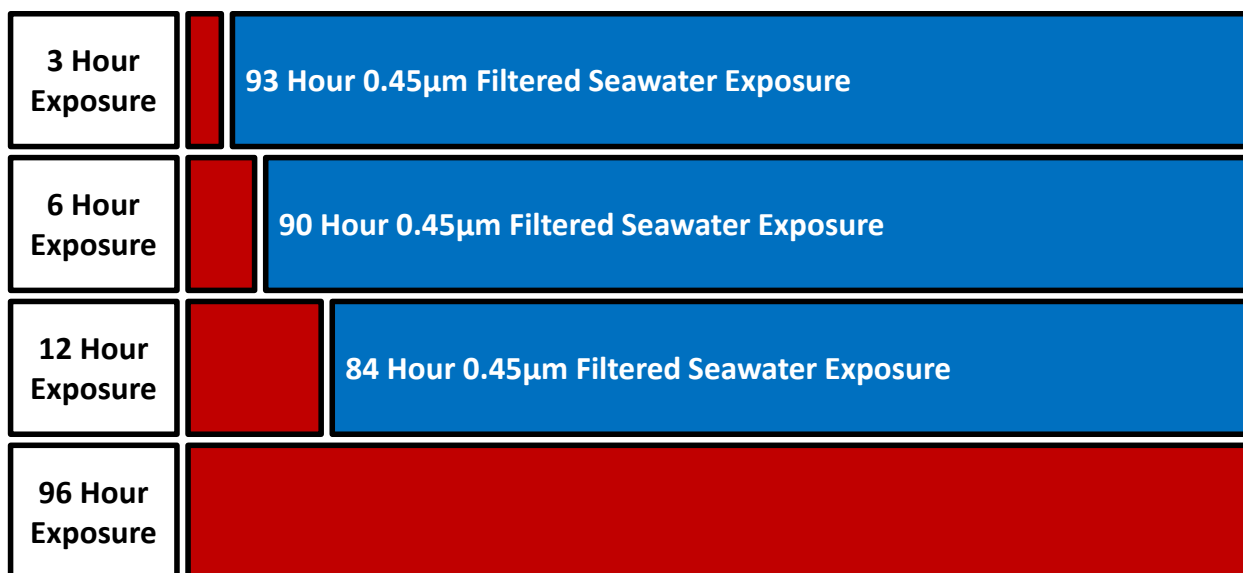 3 Hour
Exposure
93 Hour 0.45µm Filtered Seawater Exposure
6 Hour
Exposure
90 Hour 0.45µm Filtered Seawater Exposure
12 Hour
Exposure
84 Hour 0.45µm Filtered Seawater Exposure
96 Hour
Exposure